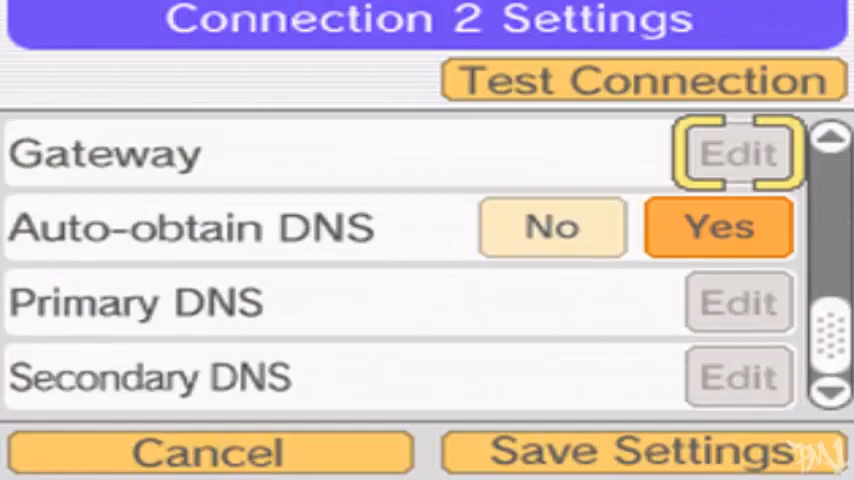 Connection 2 Settings
Test Connection
Gateway Edit
Auto-obtain DNS No Yes
Primary DNS Edit
Secondary DNS Edit
Cancel Save Settings